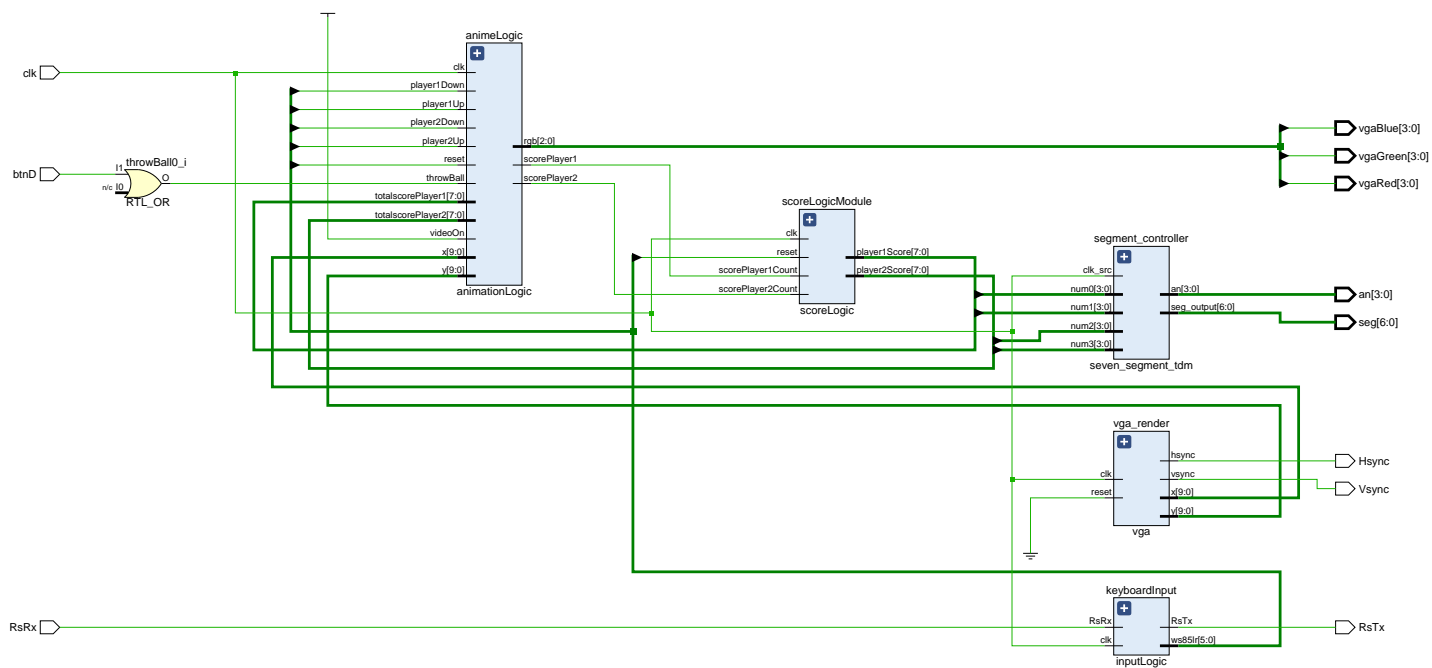 animeLogic
clk
clk
player1Down
player1Up
player2Down
player2Up
reset
throwBall
totalscorePlayer1[7:0]
totalscorePlayer2[7:0]
videoOn
x[9:0]
y[9:0]
rgb[2:0]
scorePlayer1
scorePlayer2
animationLogic
throwBall0_i
btnD
I1
n/c I0
O
RTL_OR
scoreLogicModule
clk
reset
scorePlayer1Count
scorePlayer2Count
player1Score[7:0]
player2Score[7:0]
scoreLogic
segment_controller
clk_src
num0[3:0]
num1[3:0]
num2[3:0]
num3[3:0]
an[3:0]
seg_output[6:0]
seven_segment_tdm
vgaBlue[3:0]
vgaGreen[3:0]
vgaRed[3:0]
an[3:0]
seg[6:0]
vga_render
clk
reset
hsync
vsync
x[9:0]
y[9:0]
vga
Hsync
Vsync
keyboardInput
RsRx
RsRx
clk
RsTx
ws85lr[5:0]
inputLogic
RsTx